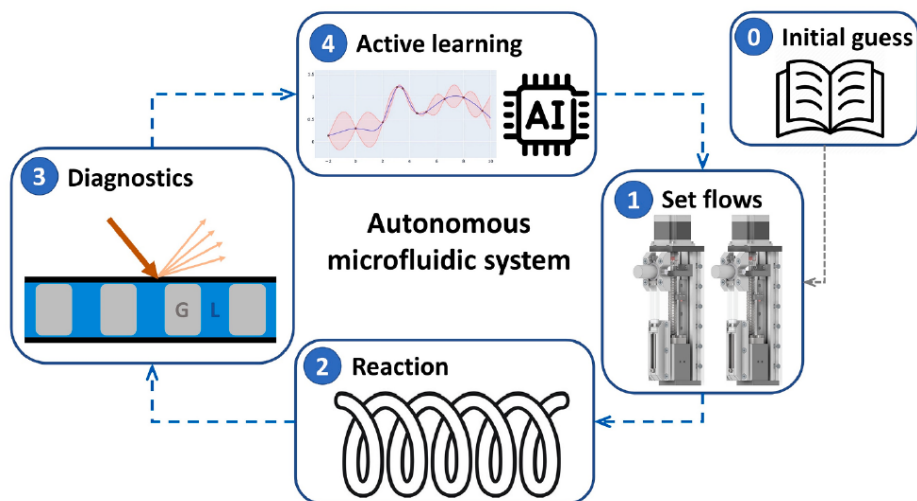 4 Active learning
AI
0 Initial guess
3 Diagnostics
G L
Autonomous
microfluidic system
1 Set flows
2 Reaction